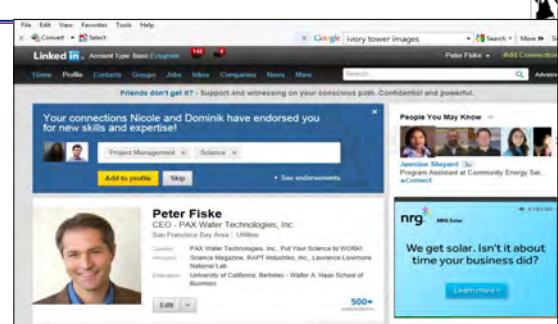 File Edit View Favorites Tools Help
x Convert Select
x Google ivory tower images Search More
Linked in Account Type: Basic | Upgrade
Peter Fiske Add Connections
Home Profile Contacts Groups Jobs Inbox Companies News More Search Advanc
Friends don't get it? - Support and witnessing on your conscious path. Confidential and powerful.
Your connections Nicole and Dominik have endorsed you
for new skills and expertise!
Project Management x Science x
Add to profile Skip See endorsements
People You May Know
Jasmine Shepard
Program Assistant at Community Energy Ser...
Connect
Peter Fiske
CEO - PAX Water Technologies, Inc
San Francisco Bay Area | Utilities
Current PAX Water Technologies, Inc., Put Your Science to WORK!
Science Magazine, RAPT Industries, Inc., Lawrence Livermore
National Lab
Education University of California, Berkeley - Walter A. Haas School of
Business
Edit 500+
nrg NRG Solar
We get solar. Isn't it about
time your business did?
Learn more